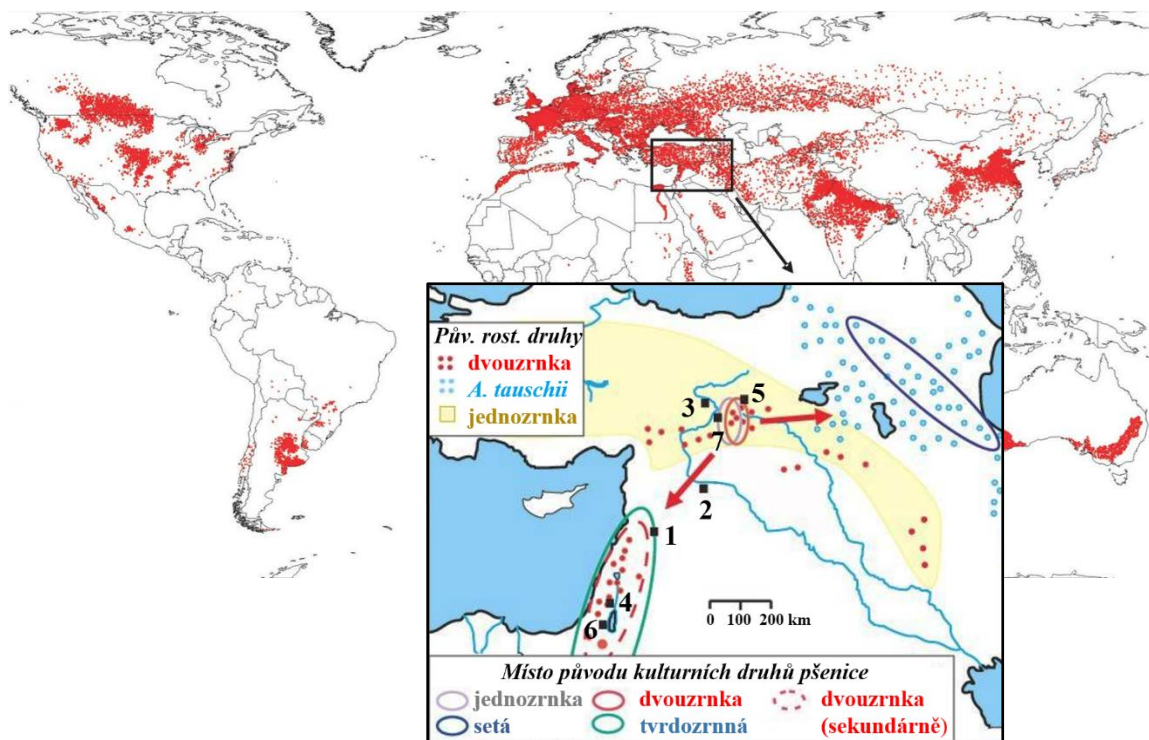 Pův. rost. druhy
dvouzrnka
A. tauschii
jednozrnka
3
5
7
2
1
4
6
0 100 200 km
Místo původu kulturních druhů pšenice
jednozrnka dvouzrnka dvouzrnka
setá tvrdozrnná (sekundárně)